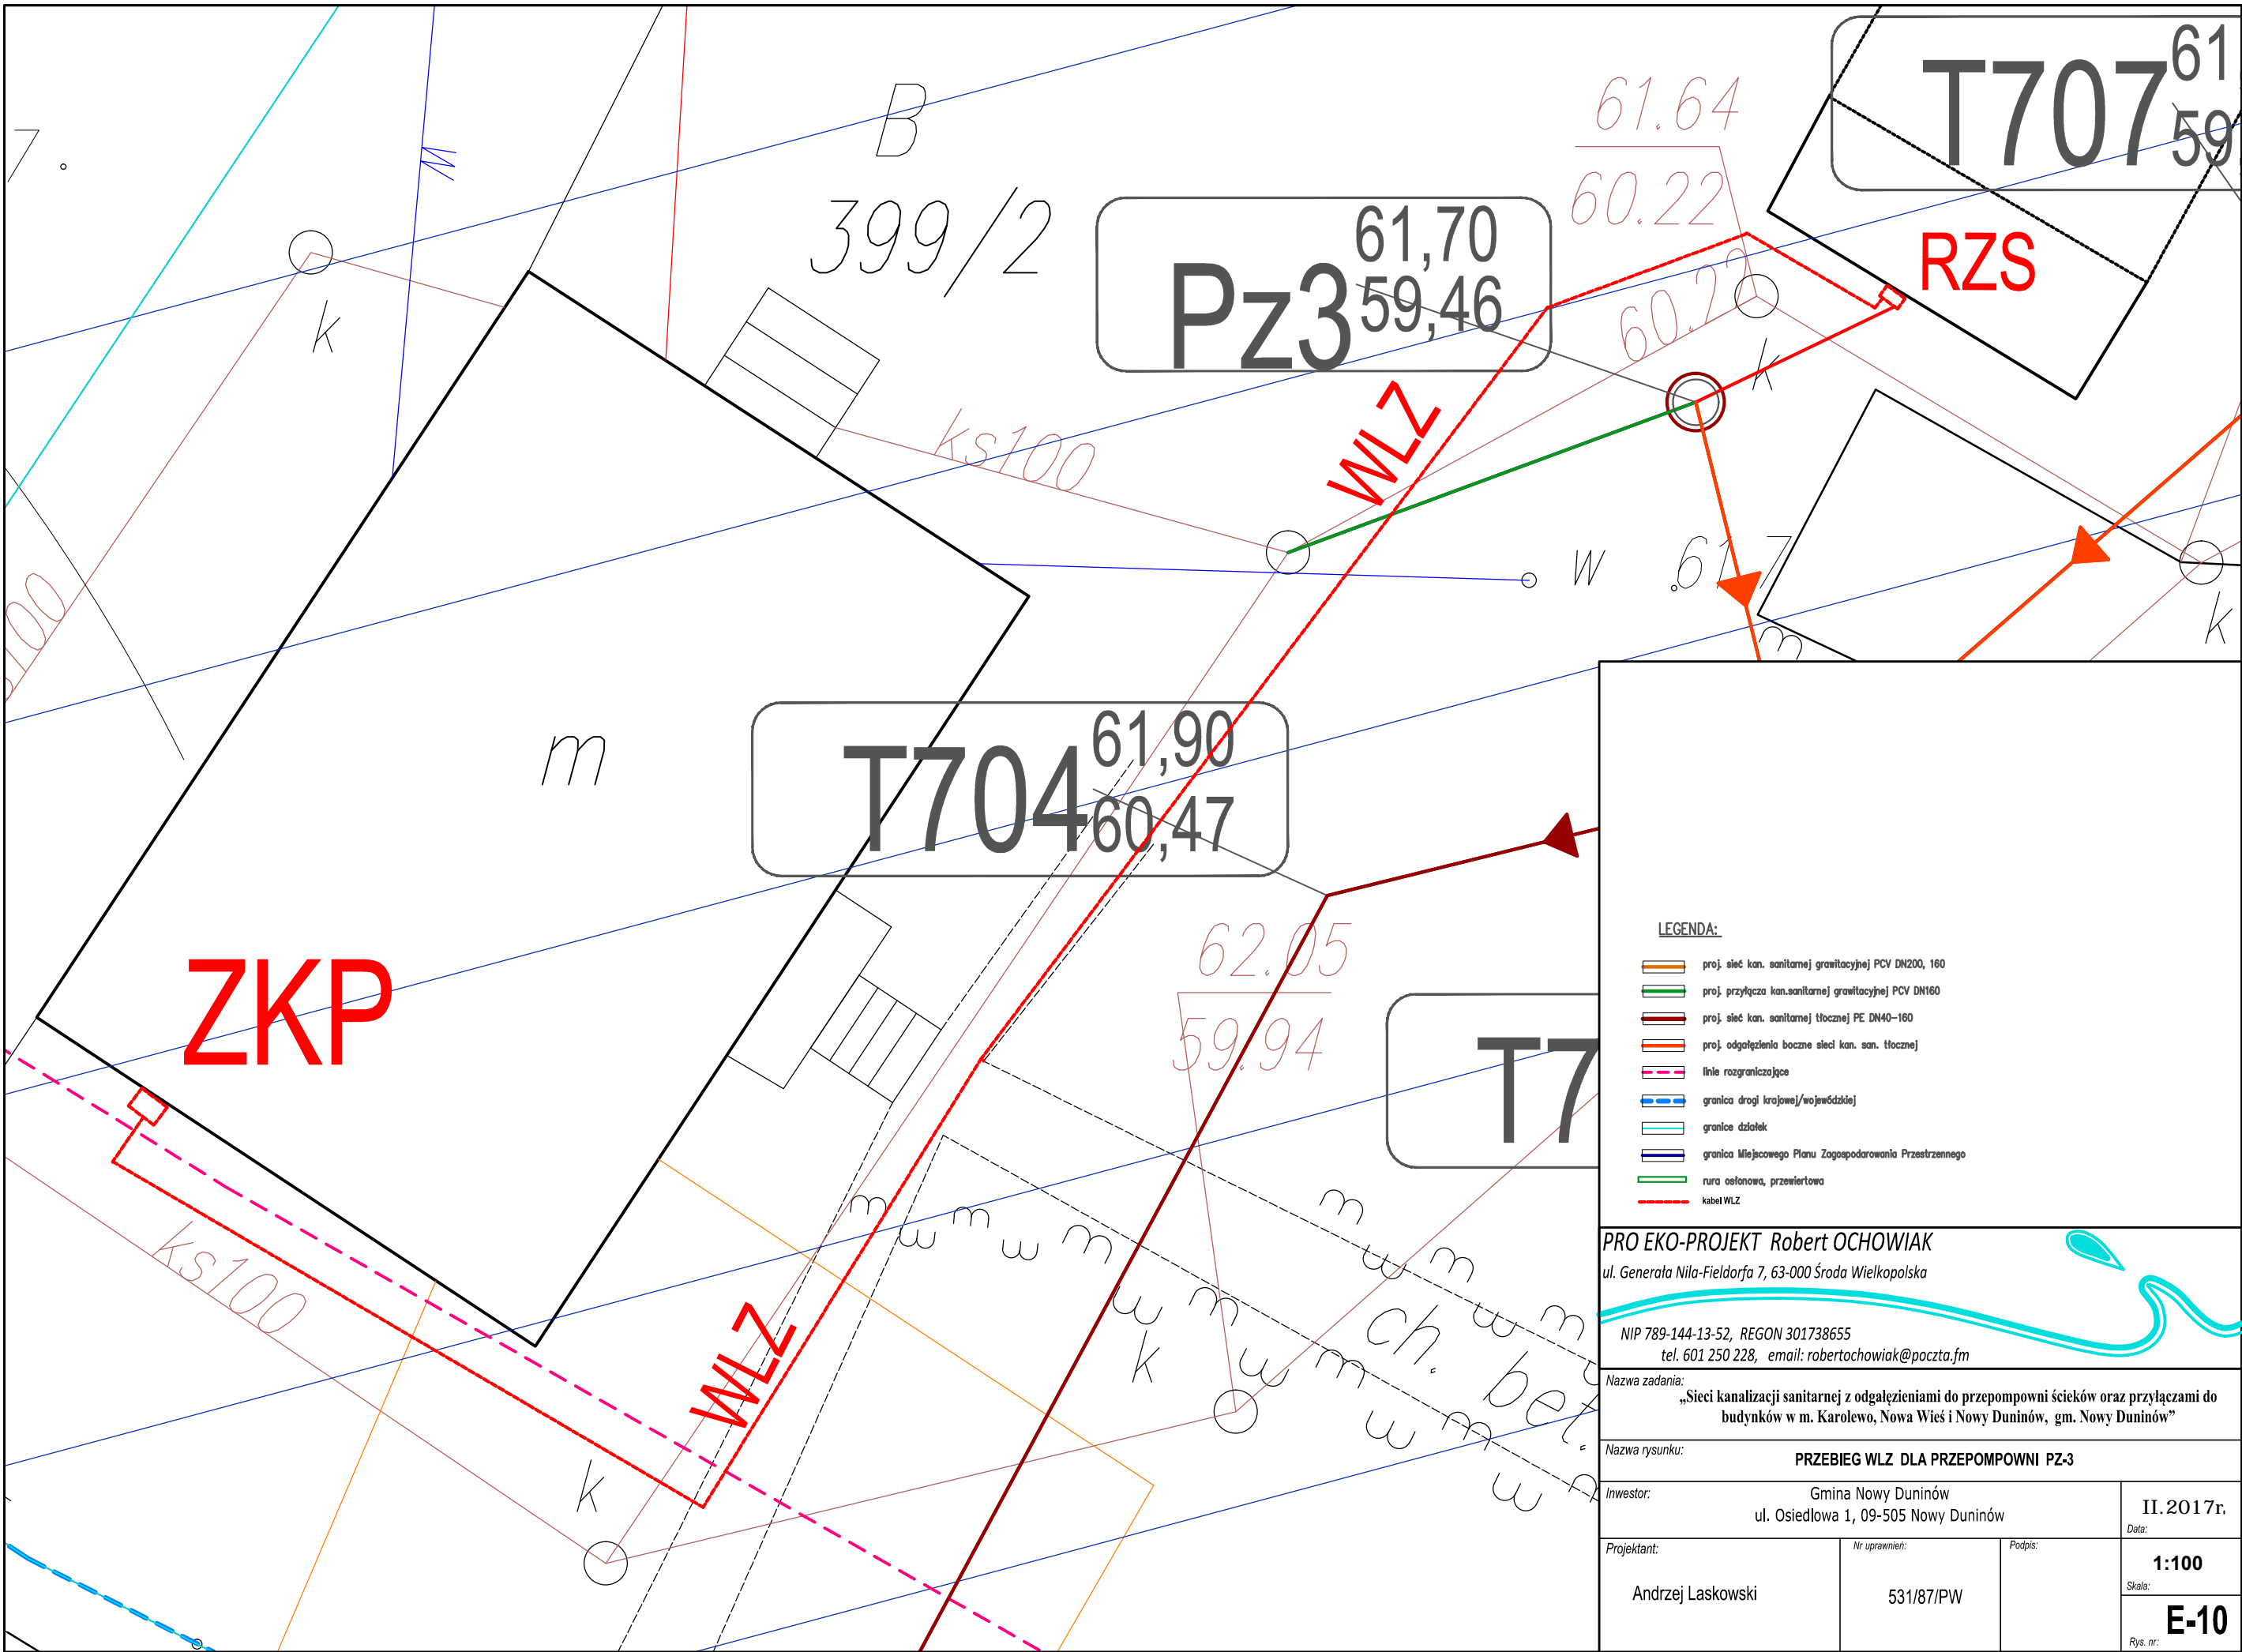 B
399/2
7.
k
Pz3
61,70
59,46
61.64
60.22
T707
61
59
RZS
ks100
WLZ
k
w
m
m
T704
61,90
60,47
ZKP
62.05
59.94
T7
k
ks100
WLZ
k
k
ch. bet.
LEGENDA:
proj. sieć kan. sanitarnej grawitacyjnej PCV DN200, 160
proj. przyłącza kan.sanitarnej grawitacyjnej PCV DN160
proj. sieć kan. sanitarnej tłocznej PE DN40-160
proj. odgałęzienia boczne sieci kan. san. tłocznej
linie rozgraniczające
granica drogi krajowej/wojewódzkiej
granice działek
granica Miejscowego Planu Zagospodarowania Przestrzennego
rura osłonowa, przewiertowa
kabel WLZ
PRO EKO-PROJEKT Robert OCHOWIAK
ul. Generała Nila-Fieldorfa 7, 63-000 Środa Wielkopolska
NIP 789-144-13-52, REGON 301738655
tel. 601 250 228, email: robertochowiak@poczta.fm
Nazwa zadania:
„Sieci kanalizacji sanitarnej z odgałęzieniami do przepompowni ścieków oraz przyłączami do
budynków w m. Karolewo, Nowa Wieś i Nowy Duninów, gm. Nowy Duninów”
Nazwa rysunku:
PRZEBIEG WLZ DLA PRZEPOMPOWNI PZ-3
Inwestor:
Gmina Nowy Duninów
ul. Osiedlowa 1, 09-505 Nowy Duninów
II.2017r.
Data:
Projektant:
Andrzej Laskowski
Nr uprawnień:
531/87/PW
Podpis:
1:100
Skala:
E-10
Rys. nr: